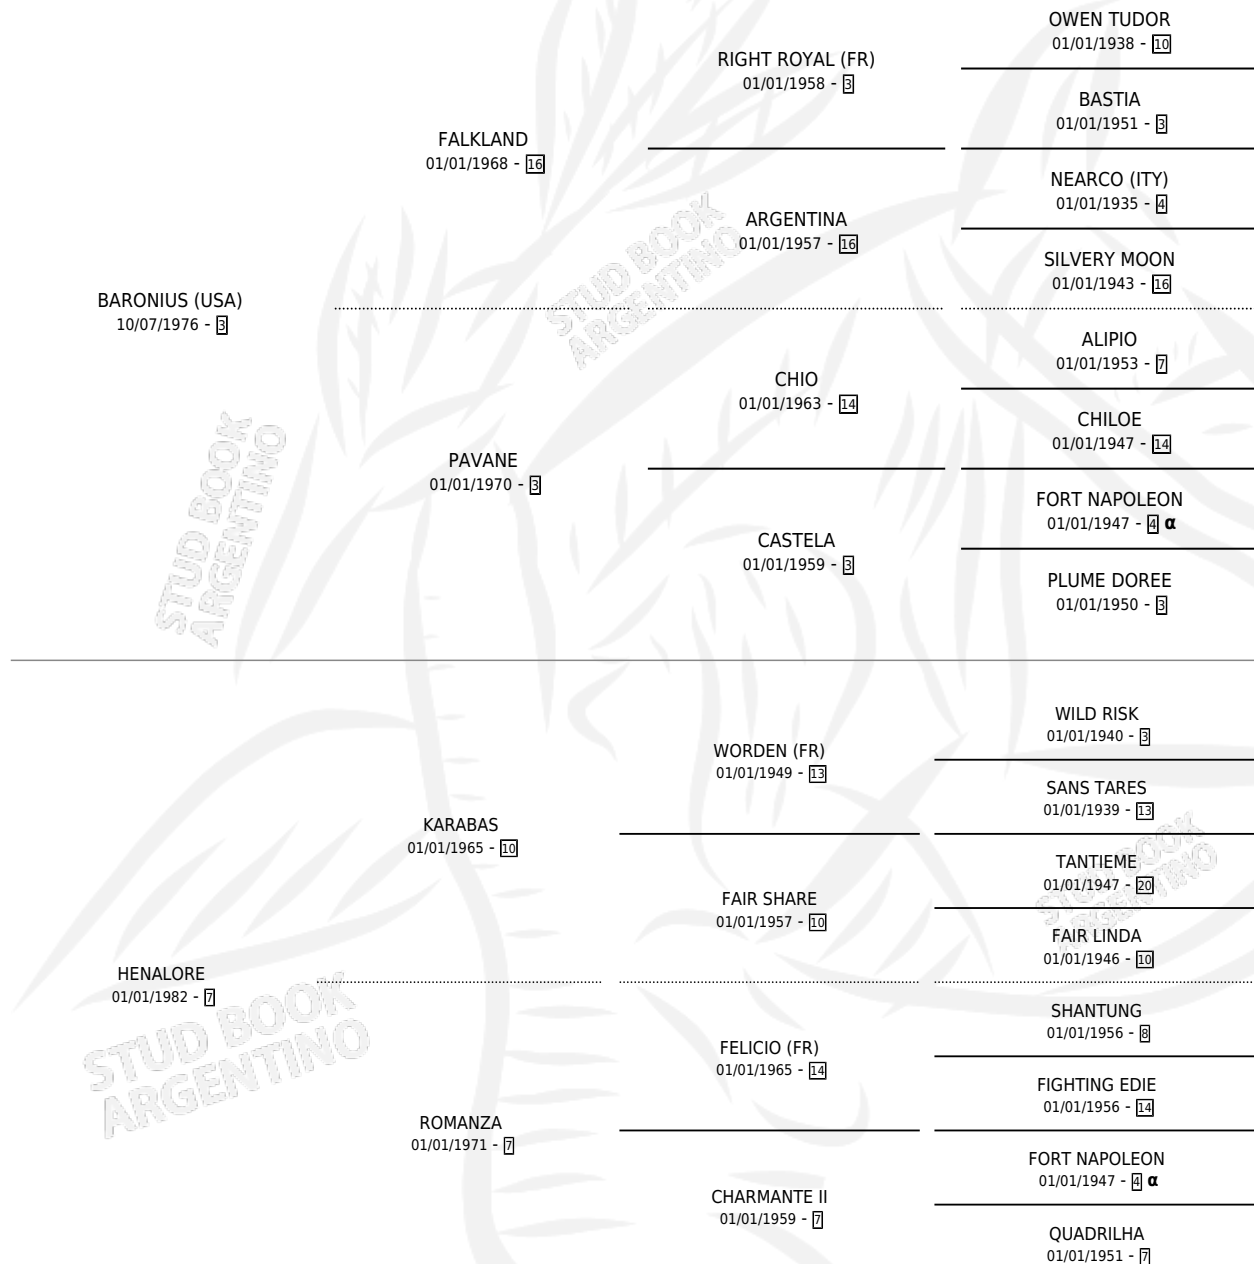 OWEN TUDOR
01/01/1938 - 10
RIGHT ROYAL (FR)
01/01/1958 - 3
BASTIA
01/01/1951 - 3
FALKLAND
01/01/1968 - 16
NEARCO (ITY)
01/01/1935 - 4
ARGENTINA
01/01/1957 - 16
SILVERY MOON
01/01/1943 - 16
BARONIUS (USA)
10/07/1976 - 3
ALIPIO
01/01/1953 - 7
CHIO
01/01/1963 - 14
CHILOE
01/01/1947 - 14
PAVANE
01/01/1970 - 3
FORT NAPOLEON
01/01/1947 - 4 α
CASTELA
01/01/1959 - 3
PLUME DOREE
01/01/1950 - 3
WILD RISK
01/01/1940 - 3
WORDEN (FR)
01/01/1949 - 13
SANS TARES
01/01/1939 - 13
KARABAS
01/01/1965 - 10
TANTIEME
01/01/1947 - 20
FAIR SHARE
01/01/1957 - 10
FAIR LINDA
01/01/1946 - 10
HENALORE
01/01/1982 - 7
SHANTUNG
01/01/1956 - 8
FELICIO (FR)
01/01/1965 - 14
FIGHTING EDIE
01/01/1956 - 14
ROMANZA
01/01/1971 - 7
FORT NAPOLEON
01/01/1947 - 4 α
CHARMANTE II
01/01/1959 - 7
QUADRILHA
01/01/1951 - 7
STUD BOOK
ARGENTINO
STUD BOOK
ARGENTINO
STUD BOOK
ARGENTINO
STUD BOOK
ARGENTINO